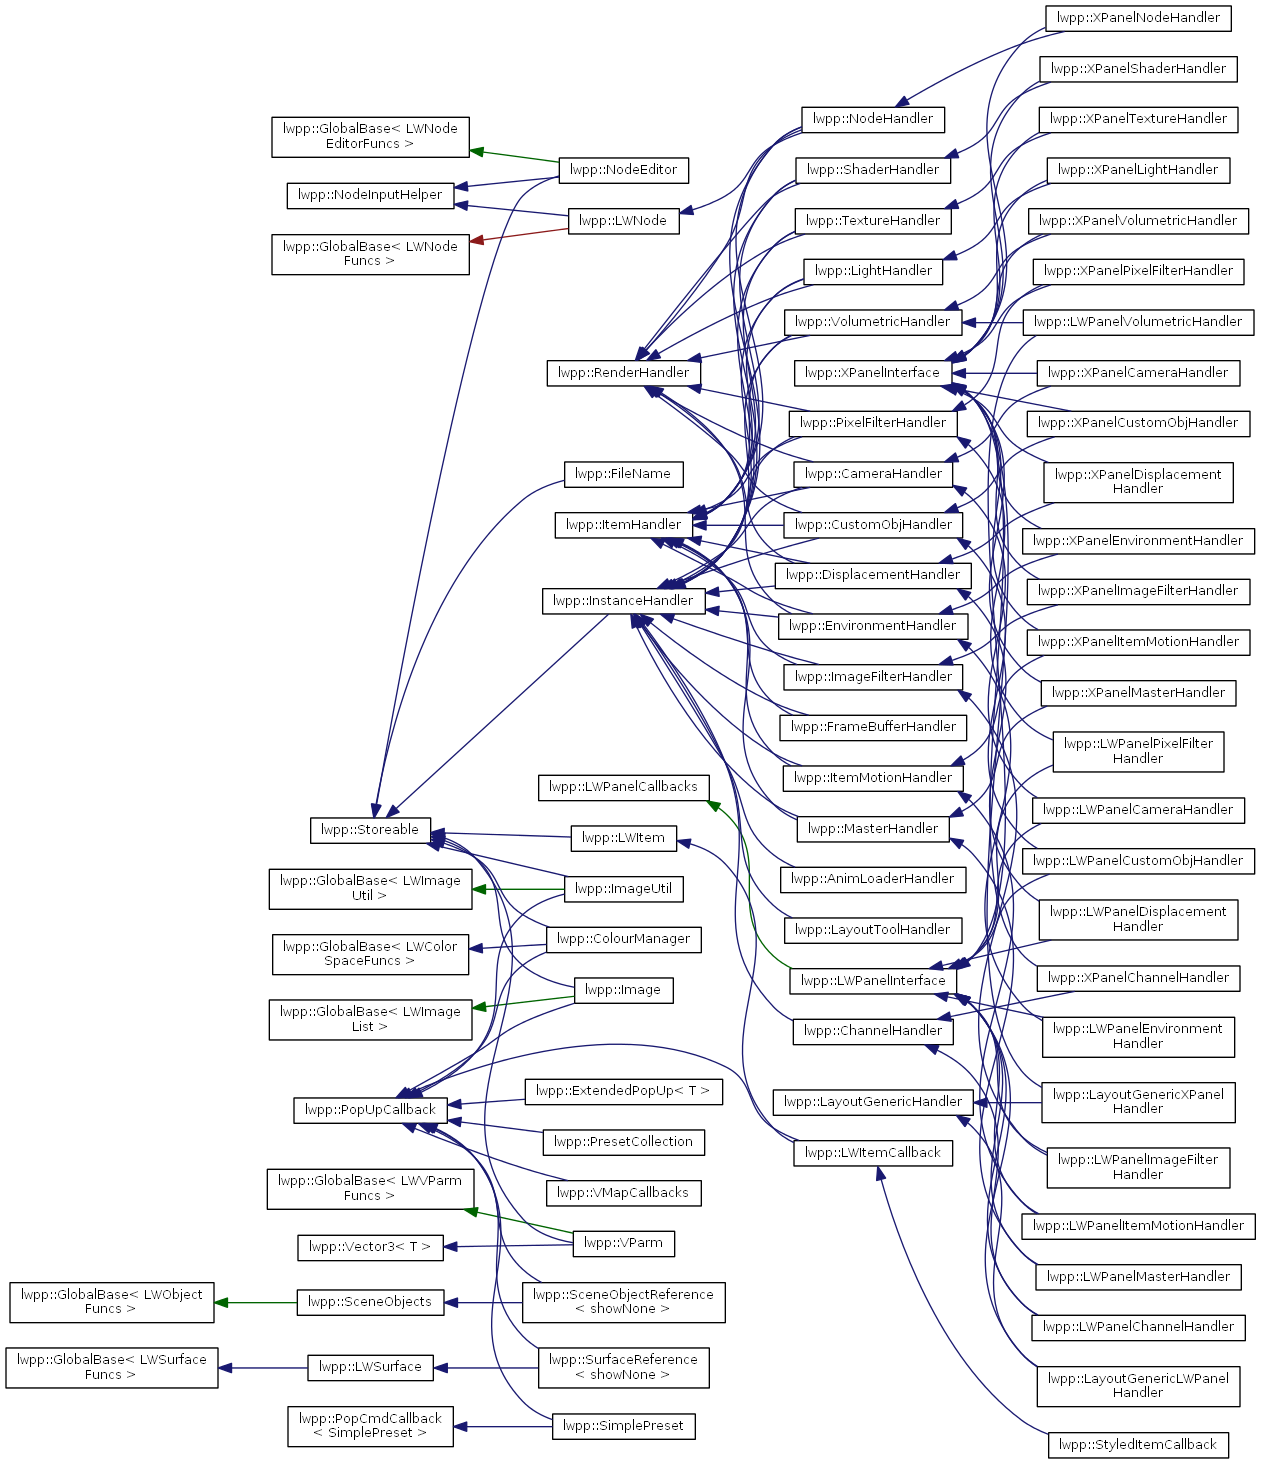 lwpp::GlobalBase< LWNode
EditorFuncs >
lwpp::NodeInputHelper
lwpp::GlobalBase< LWNode
Funcs >
lwpp::Storeable
lwpp::GlobalBase< LWImage
Util >
lwpp::GlobalBase< LWColor
SpaceFuncs >
lwpp::GlobalBase< LWImage
List >
lwpp::PopUpCallback
lwpp::GlobalBase< LWVParm
Funcs >
lwpp::Vector3< T >
lwpp::GlobalBase< LWObject
Funcs >
lwpp::SceneObjects
lwpp::GlobalBase< LWSurface
Funcs >
lwpp::LWSurface
lwpp::PopCmdCallback
< SimplePreset >
lwpp::NodeEditor
lwpp::LWNode
lwpp::RenderHandler
lwpp::FileName
lwpp::ItemHandler
lwpp::InstanceHandler
lwpp::LWPanelCallbacks
lwpp::LWItem
lwpp::ImageUtil
lwpp::ColourManager
lwpp::Image
lwpp::ExtendedPopUp< T >
lwpp::PresetCollection
lwpp::VMapCallbacks
lwpp::VParm
lwpp::SceneObjectReference
< showNone >
lwpp::SurfaceReference
< showNone >
lwpp::SimplePreset
lwpp::NodeHandler
lwpp::ShaderHandler
lwpp::TextureHandler
lwpp::LightHandler
lwpp::VolumetricHandler
lwpp::XPanelInterface
lwpp::PixelFilterHandler
lwpp::CameraHandler
lwpp::CustomObjHandler
lwpp::DisplacementHandler
lwpp::EnvironmentHandler
lwpp::ImageFilterHandler
lwpp::FrameBufferHandler
lwpp::ItemMotionHandler
lwpp::MasterHandler
lwpp::AnimLoaderHandler
lwpp::LayoutToolHandler
lwpp::LWPanelInterface
lwpp::ChannelHandler
lwpp::LayoutGenericHandler
lwpp::LWItemCallback
lwpp::XPanelNodeHandler
lwpp::XPanelShaderHandler
lwpp::XPanelTextureHandler
lwpp::XPanelLightHandler
lwpp::XPanelVolumetricHandler
lwpp::XPanelPixelFilterHandler
lwpp::LWPanelVolumetricHandler
lwpp::XPanelCameraHandler
lwpp::XPanelCustomObjHandler
lwpp::XPanelDisplacement
Handler
lwpp::XPanelEnvironmentHandler
lwpp::XPanelImageFilterHandler
lwpp::XPanelItemMotionHandler
lwpp::XPanelMasterHandler
lwpp::LWPanelPixelFilter
Handler
lwpp::LWPanelCameraHandler
lwpp::LWPanelCustomObjHandler
lwpp::LWPanelDisplacement
Handler
lwpp::XPanelChannelHandler
lwpp::LWPanelEnvironment
Handler
lwpp::LayoutGenericXPanel
Handler
lwpp::LWPanelImageFilter
Handler
lwpp::LWPanelItemMotionHandler
lwpp::LWPanelMasterHandler
lwpp::LWPanelChannelHandler
lwpp::LayoutGenericLWPanel
Handler
lwpp::StyledItemCallback